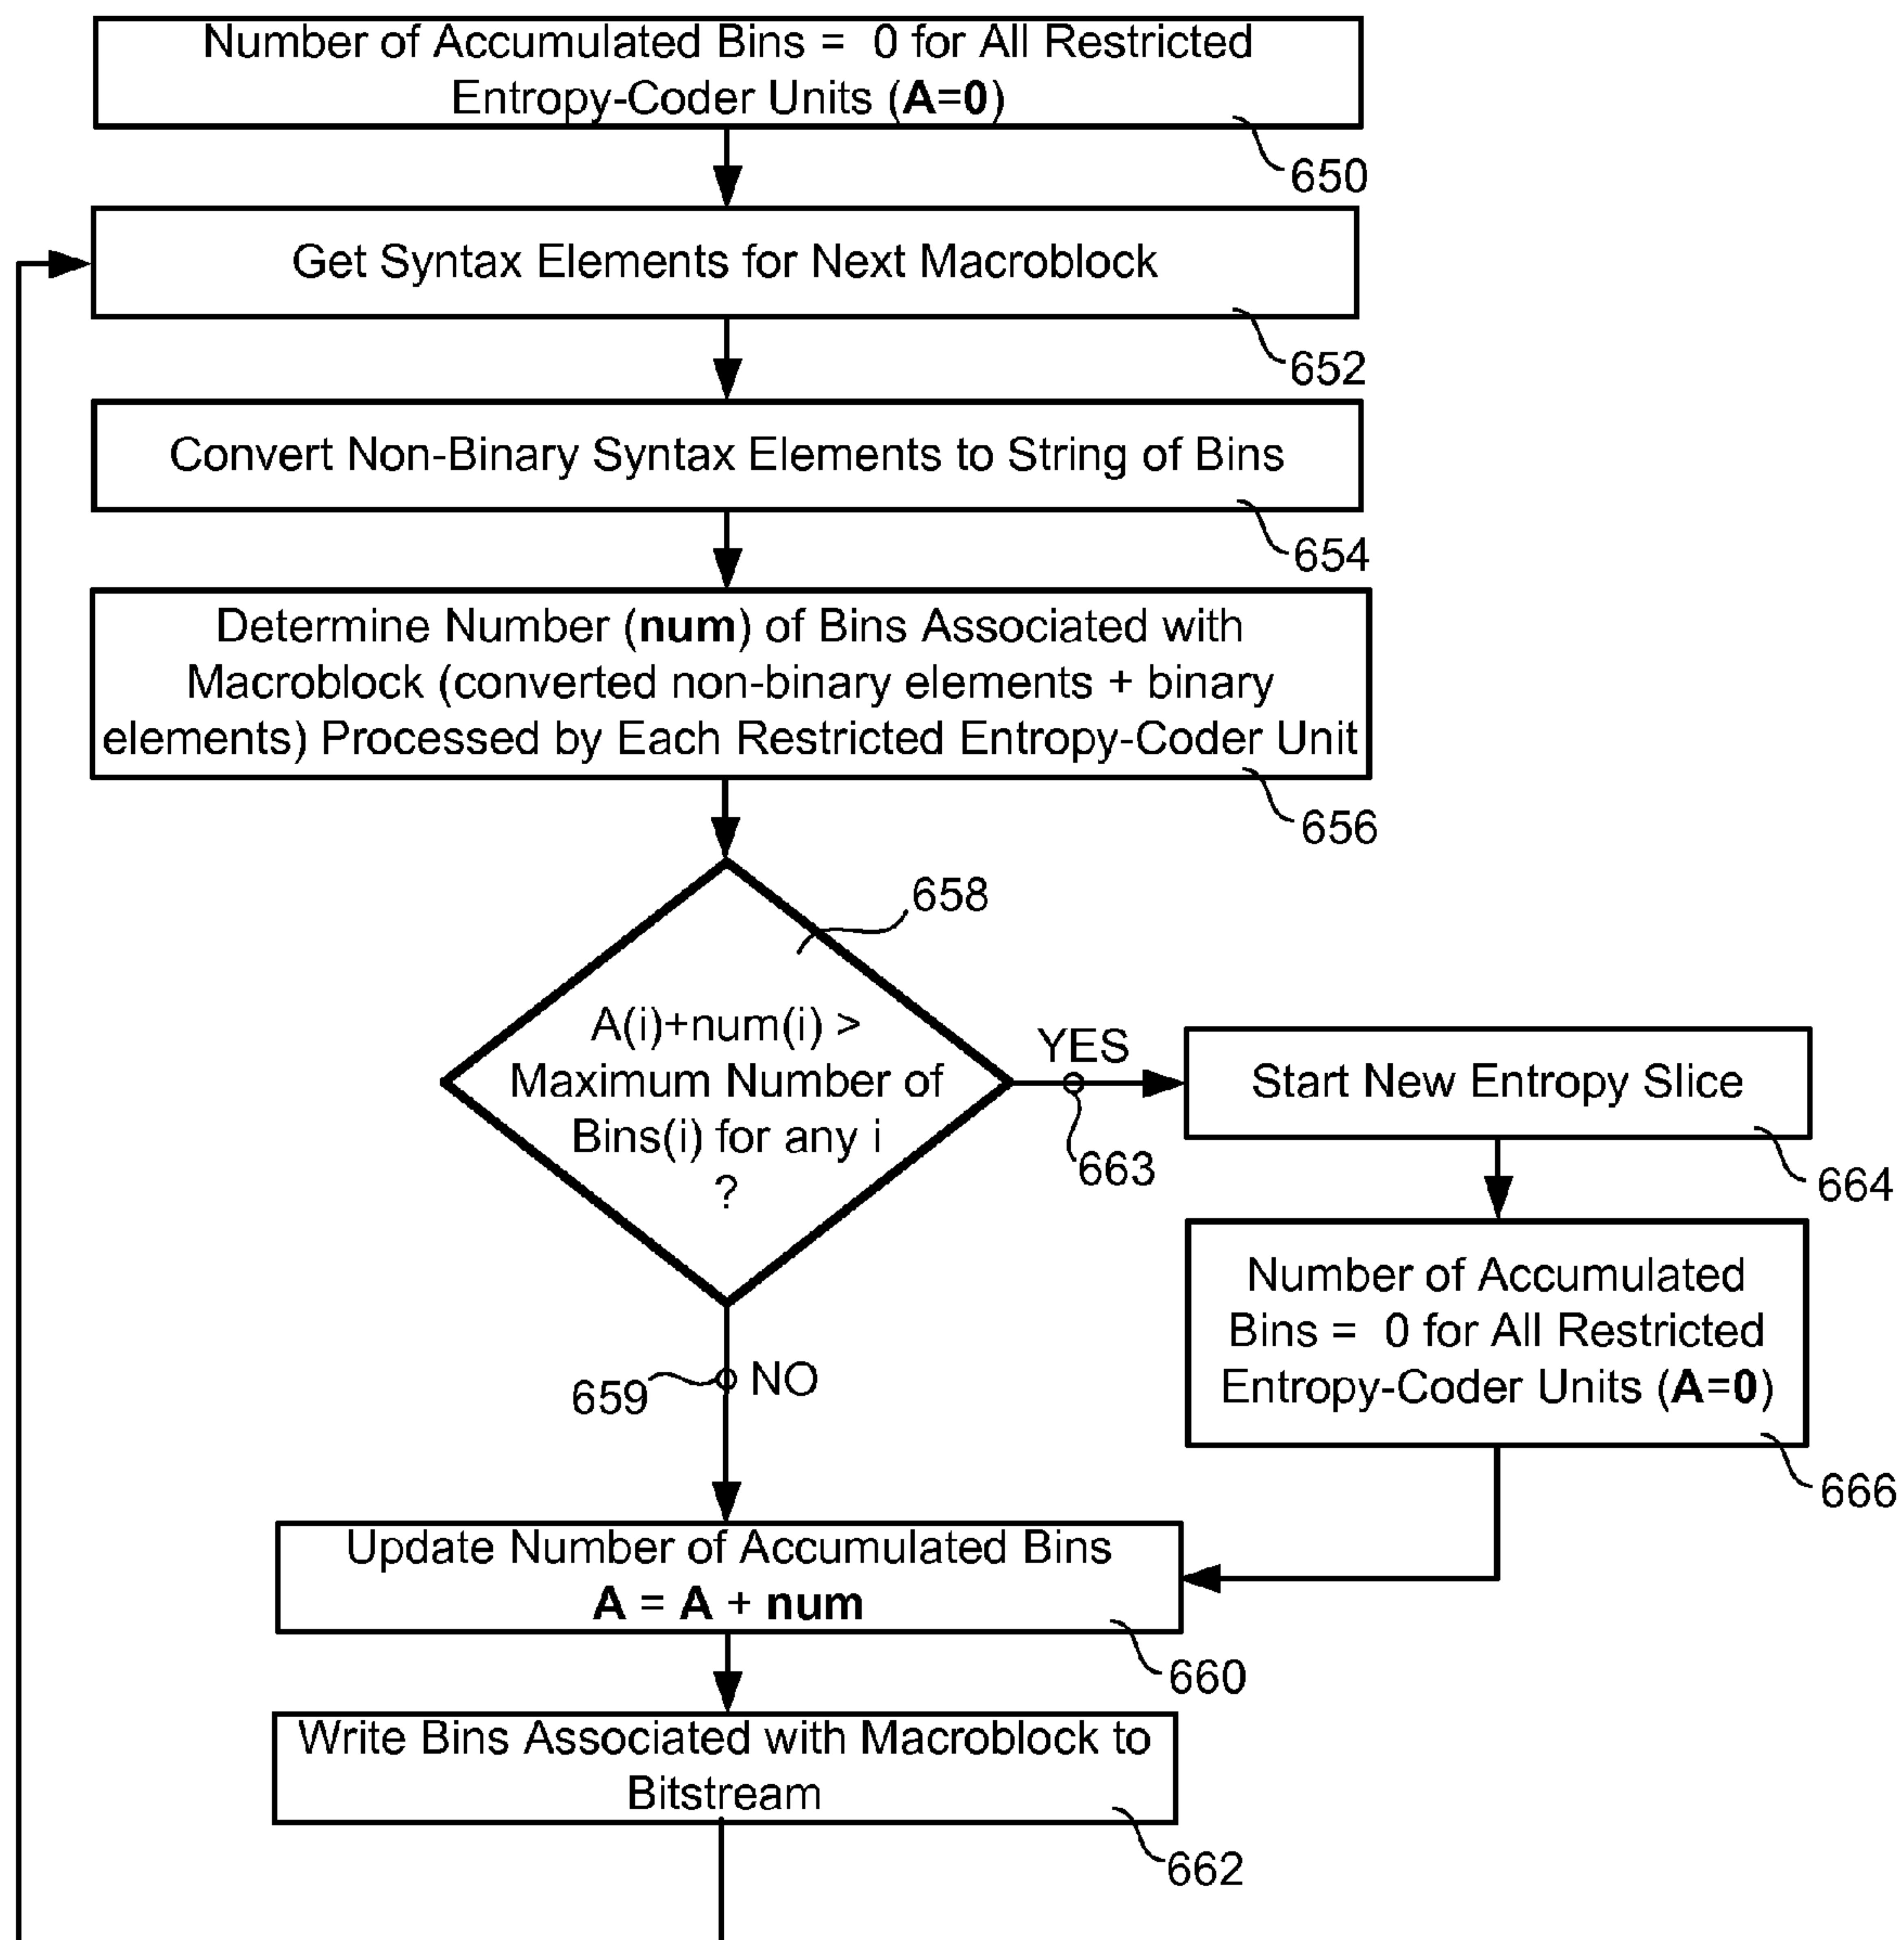 Number of Accumulated Bins = 0 for All Restricted
Entropy-Coder Units (A=0)
650
Get Syntax Elements for Next Macroblock
652
Convert Non-Binary Syntax Elements to String of Bins
654
Determine Number (num) of Bins Associated with
Macroblock (converted non-binary elements + binary
elements) Processed by Each Restricted Entropy-Coder Unit
656
658
A(i)+num(i) >
Maximum Number of
Bins(i) for any i
?
YES
663
Start New Entropy Slice
664
Number of Accumulated
Bins = 0 for All Restricted
Entropy-Coder Units (A=0)
666
659
NO
Update Number of Accumulated Bins
A = A + num
660
Write Bins Associated with Macroblock to
Bitstream
662